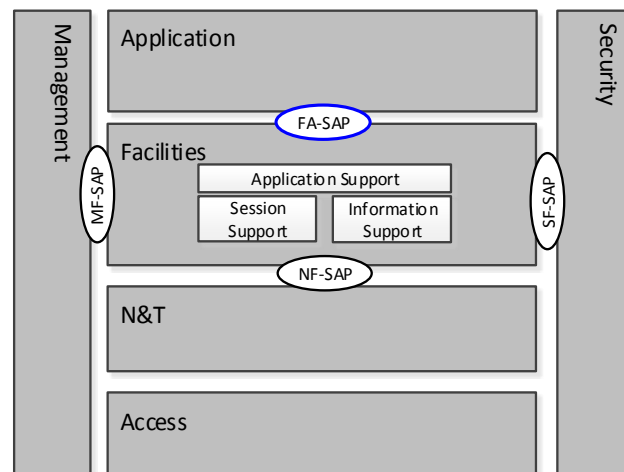 Management
Application
Security
FA-SAP
Facilities
MF-SAP
Application Support
SF-SAP
Session
Support
Information
Support
NF-SAP
N&T
Access